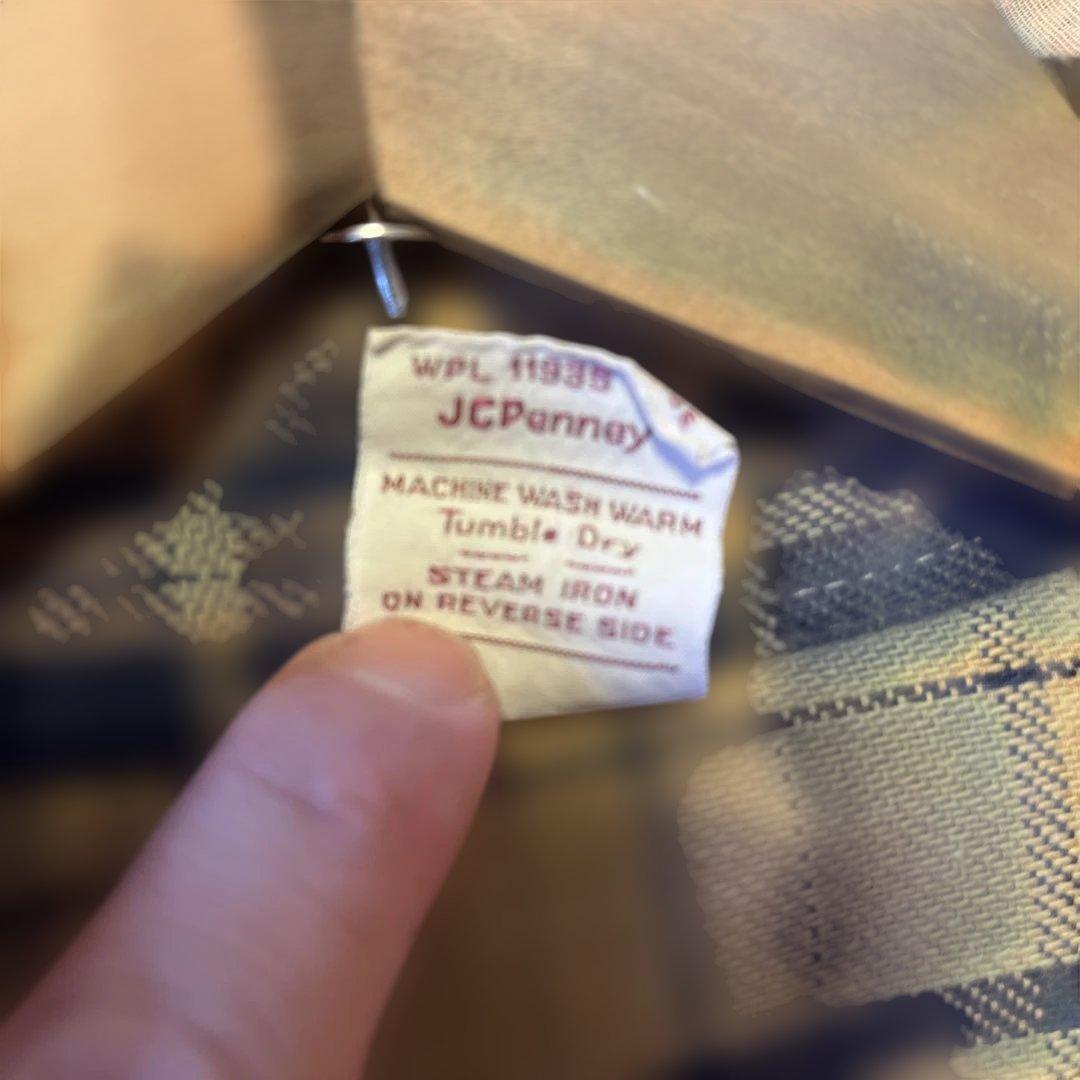 WPL 11935
JCPenney
MACHINE WASH WARM
Tumble Dry
STEAM IRON
ON REVERSE SIDE